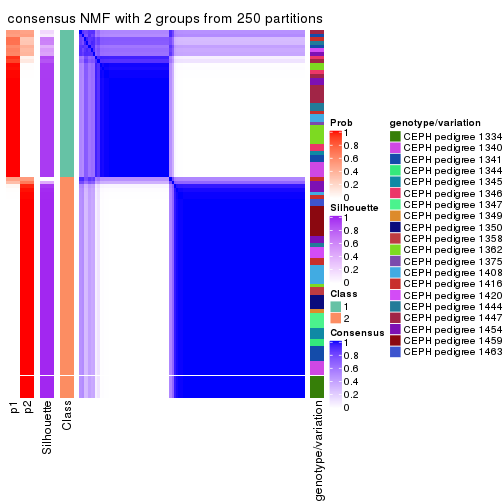 consensus NMF with 2 groups from 250 partitions
p1
p2
Silhouette
Class
genotype/variation
Prob
1
0.8
0.6
0.4
0.2
0
Silhouette
1
0.8
0.6
0.4
0.2
0
Class
1
2
Consensus
1
0.8
0.6
0.4
0.2
0
genotype/variation
CEPH pedigree 1334
CEPH pedigree 1340
CEPH pedigree 1341
CEPH pedigree 1344
CEPH pedigree 1345
CEPH pedigree 1346
CEPH pedigree 1347
CEPH pedigree 1349
CEPH pedigree 1350
CEPH pedigree 1358
CEPH pedigree 1362
CEPH pedigree 1375
CEPH pedigree 1408
CEPH pedigree 1416
CEPH pedigree 1420
CEPH pedigree 1444
CEPH pedigree 1447
CEPH pedigree 1454
CEPH pedigree 1459
CEPH pedigree 1463